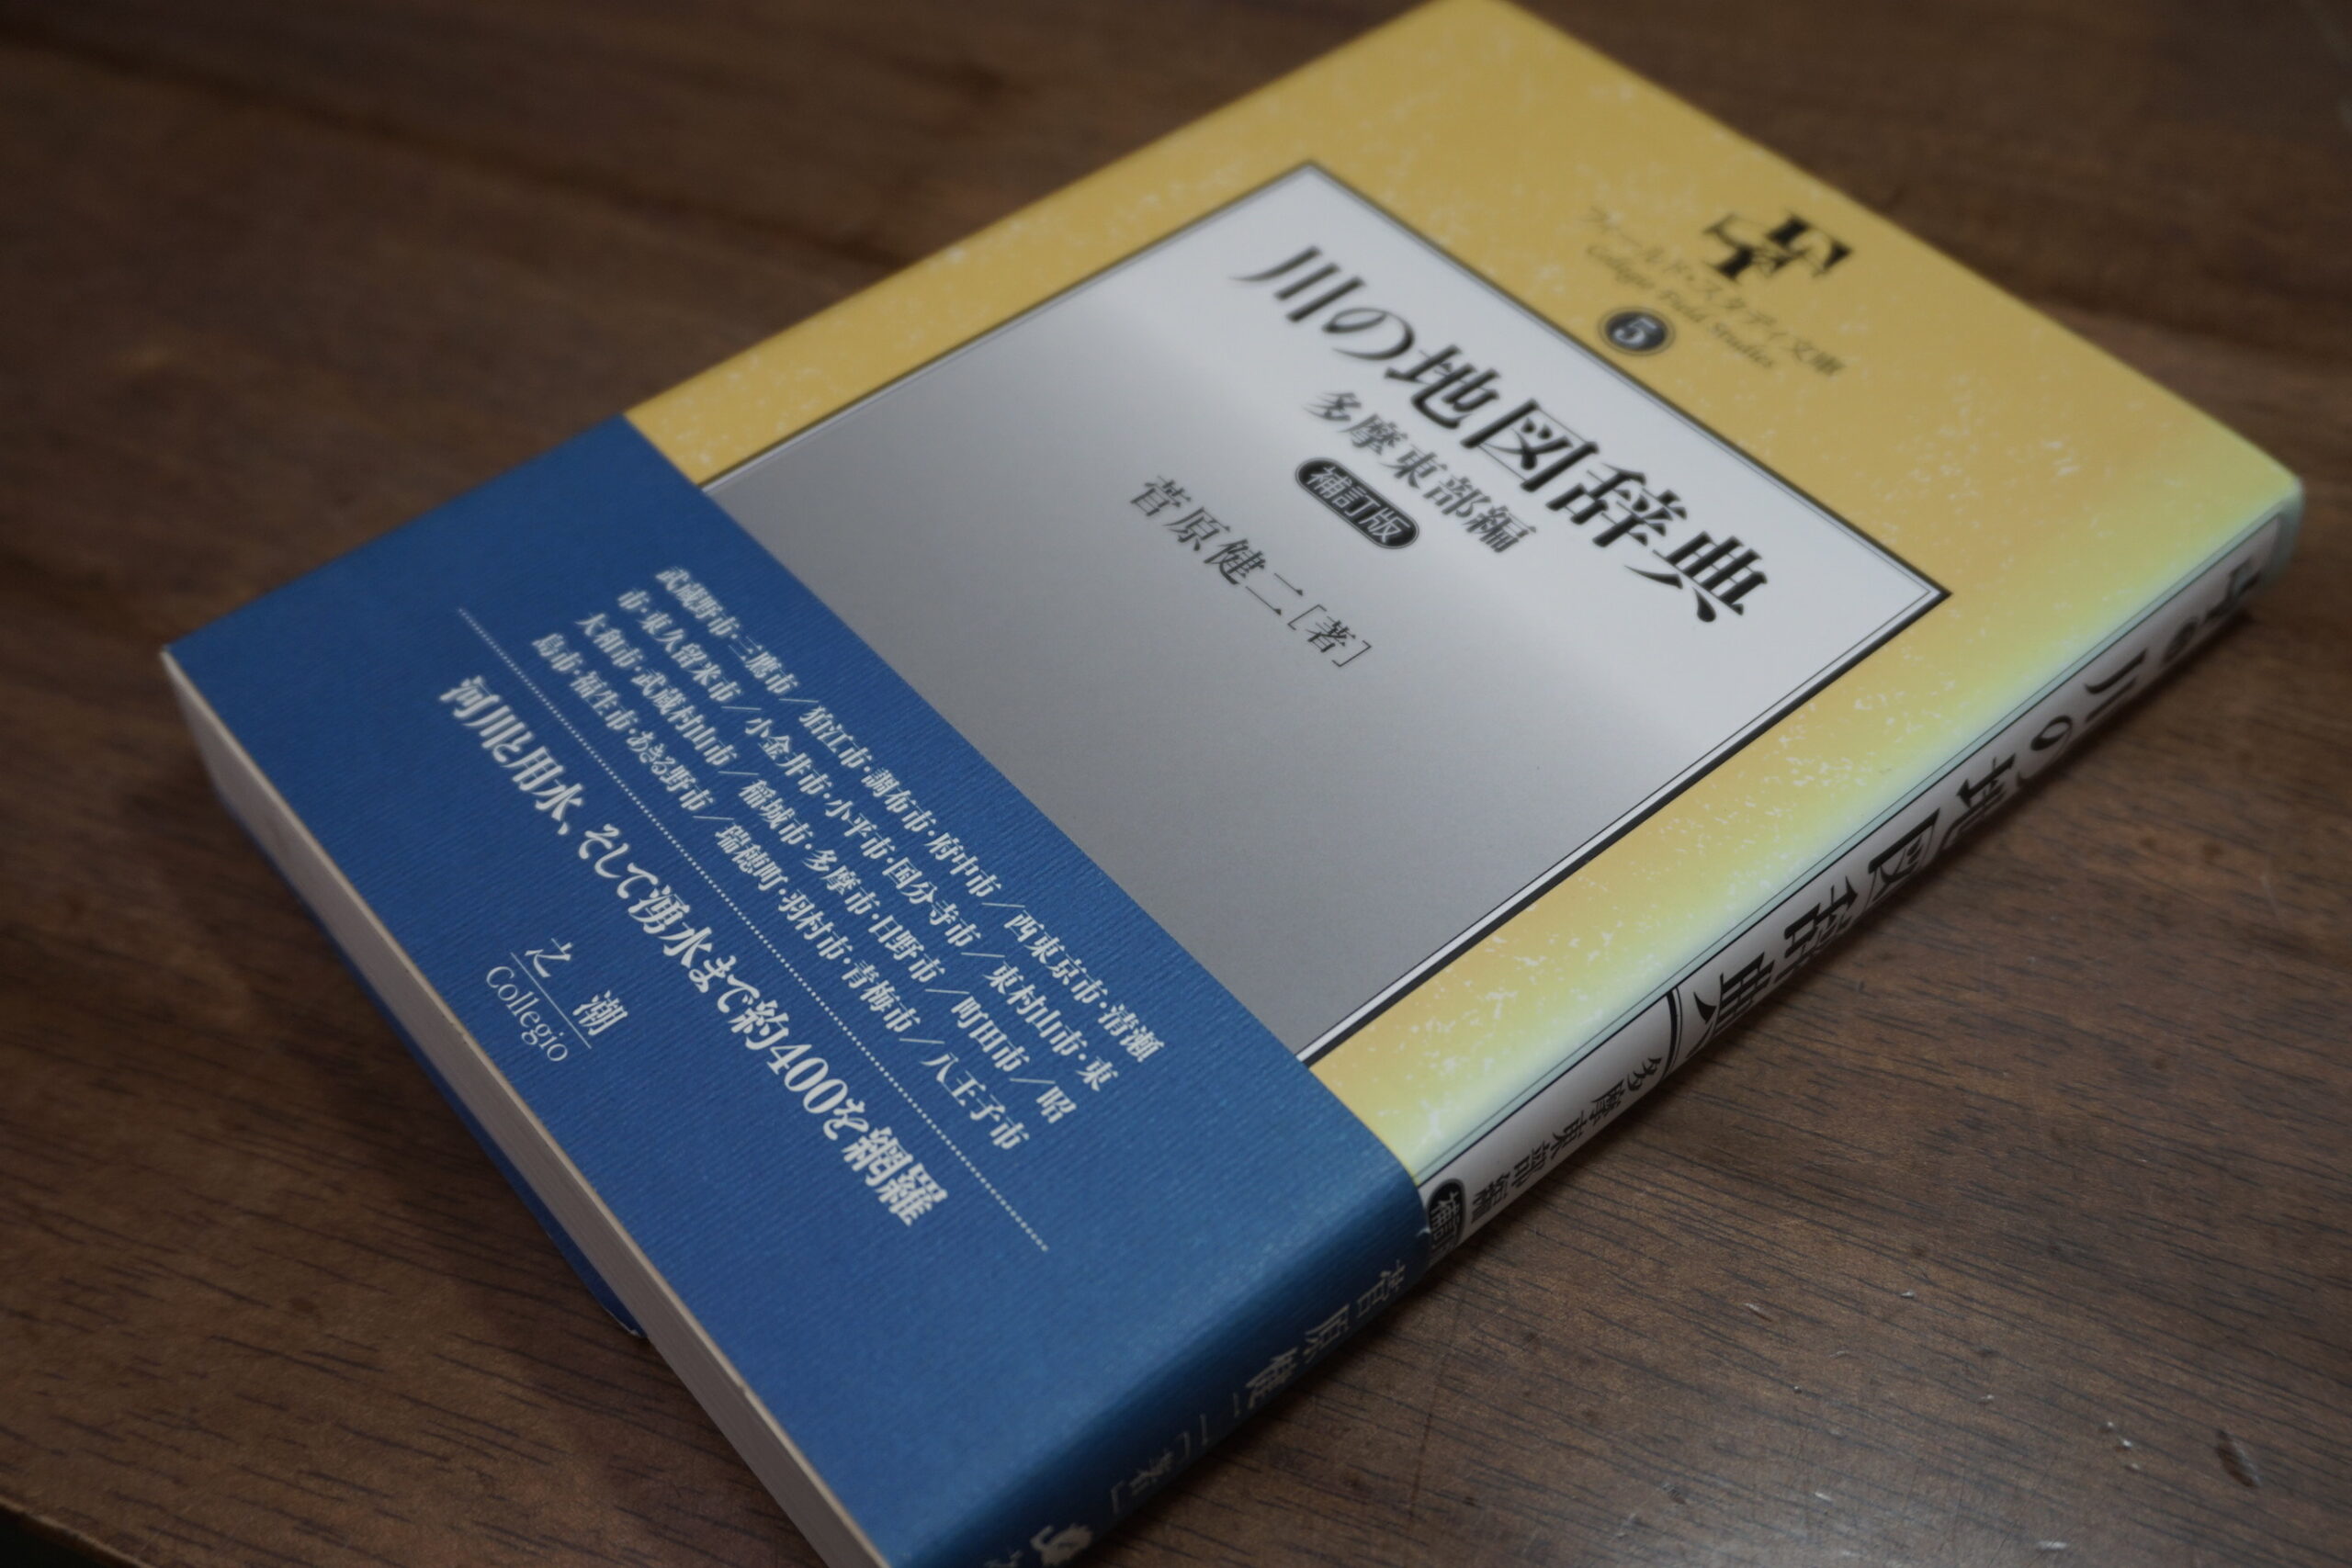 フィールド・スタディ文庫
Collegio Field Studies
5
川の地図辞典
多摩東部編
補訂版
菅原健二[著]
武蔵野市・三鷹市／狛江市・調布市・府中市／西東京市・清瀬
市・東久留米市／小金井市・小平市・国分寺市／東村山市・東
大和市・武蔵村山市／稲城市・多摩市・日野市／町田市／昭
島市・福生市・あきる野市／瑞穂町・羽村市・青梅市／八王子市
河川と用水、そして湧水まで約400を網羅
之潮
Collegio
川の地図辞典
多摩東部編
補訂
菅原健二[著]